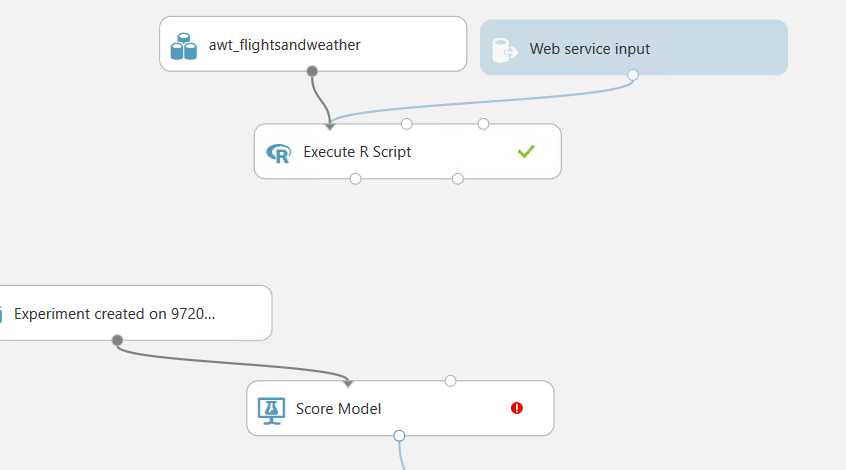 awt_flightsandweather
Web service input
Execute R Script
Experiment created on 9720...
Score Model